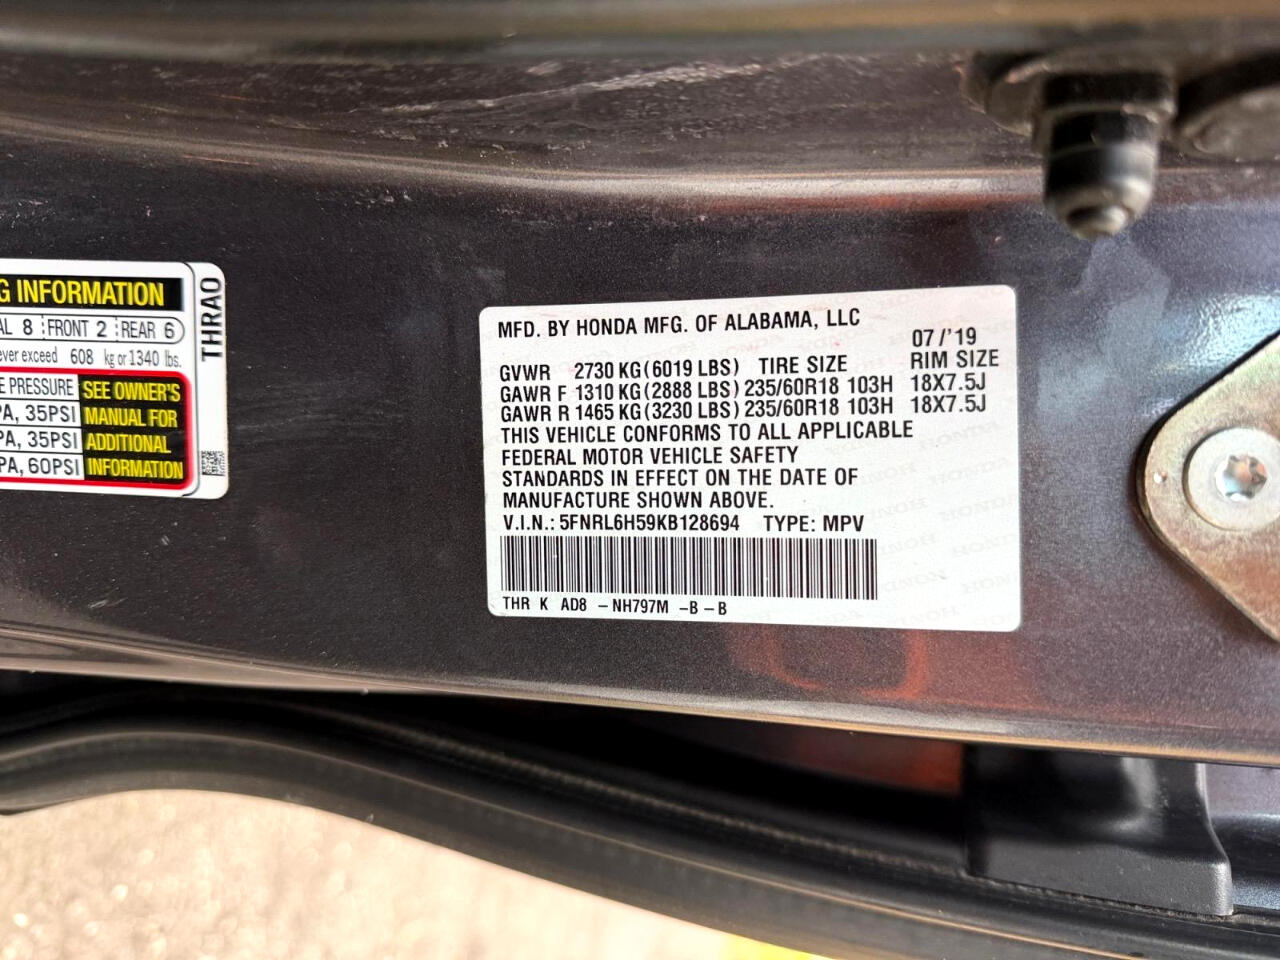 G INFORMATION
AL 8 FRONT 2 REAR 6
ever exceed 608 kg or 1340 lbs.
E PRESSURE SEE OWNER'S
PA, 35PSI MANUAL FOR
PA, 35PSI ADDITIONAL
PA, 60PSI INFORMATION
THRAO
MFD. BY HONDA MFG. OF ALABAMA, LLC
07/'19
GVWR 2730 KG(6019 LBS) TIRE SIZE RIM SIZE
GAWR F 1310 KG(2888 LBS) 235/60R18 103H 18X7.5J
GAWR R 1465 KG(3230 LBS) 235/60R18 103H 18X7.5J
THIS VEHICLE CONFORMS TO ALL APPLICABLE
FEDERAL MOTOR VEHICLE SAFETY
STANDARDS IN EFFECT ON THE DATE OF
MANUFACTURE SHOWN ABOVE.
V.I.N.: 5FNRL6H59KB128694 TYPE: MPV
THR K AD8 -NH797M -B-B